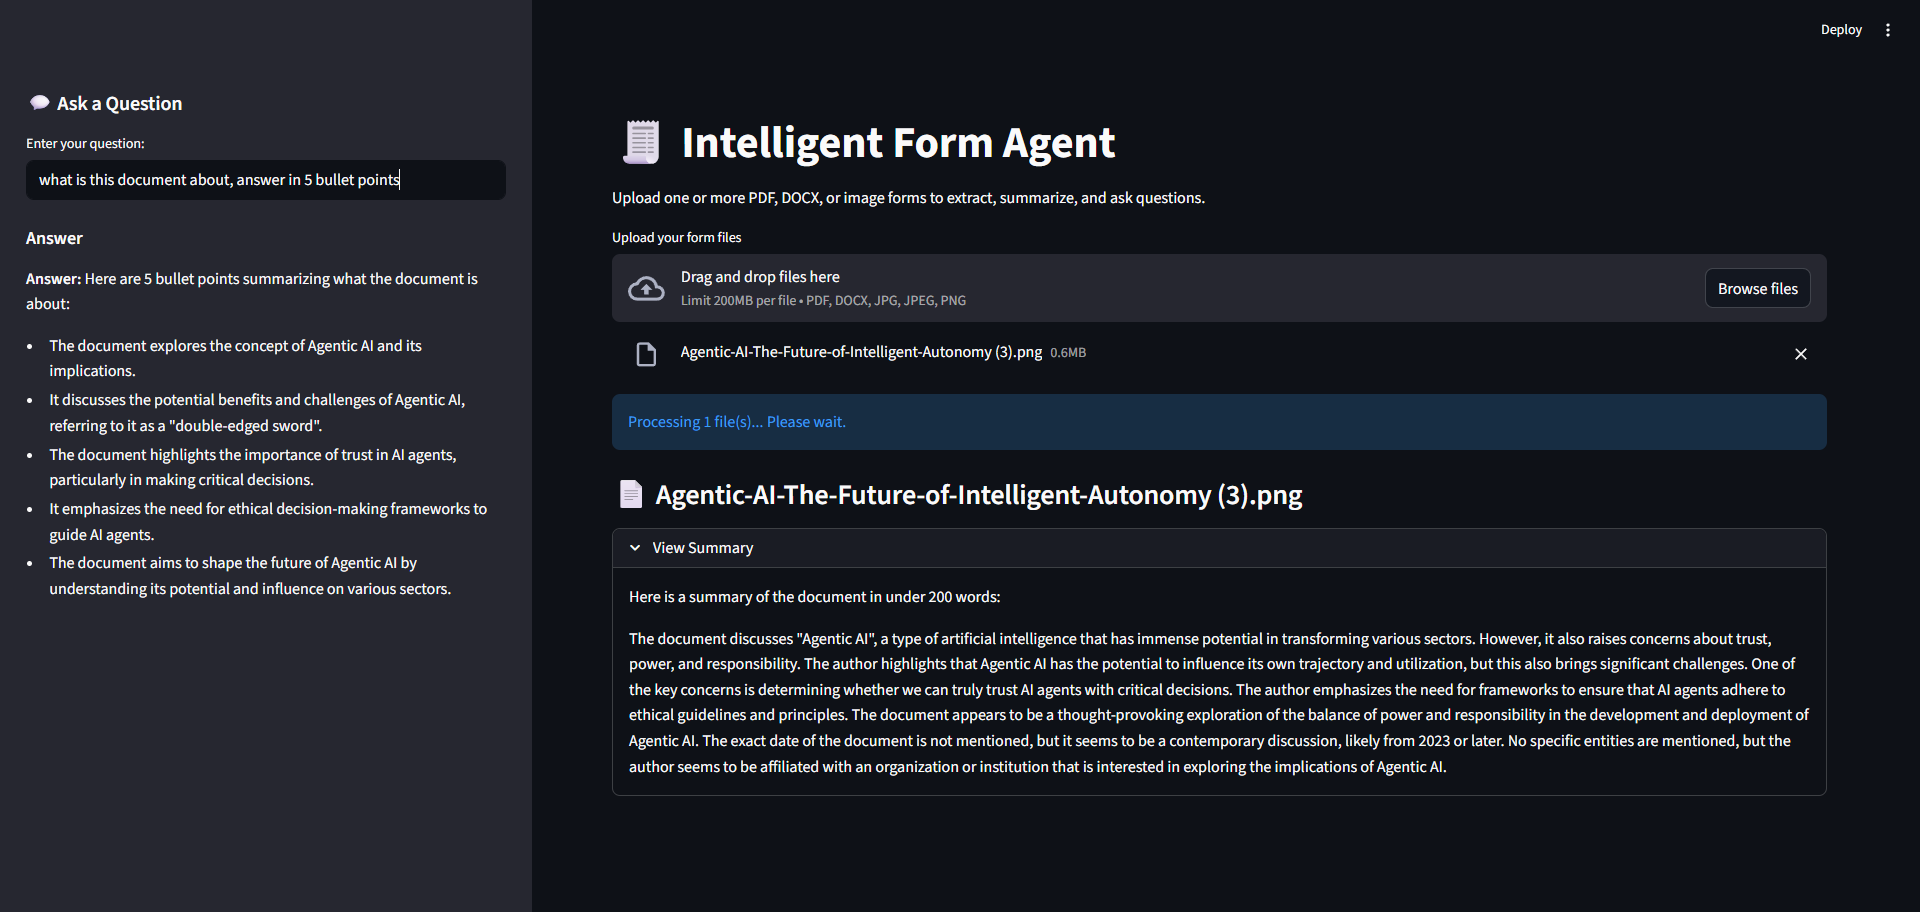 Deploy
Ask a Question
Enter your question:
what is this document about, answer in 5 bullet points
Answer
Answer: Here are 5 bullet points summarizing what the document is
about:
• The document explores the concept of Agentic AI and its
implications.
• It discusses the potential benefits and challenges of Agentic AI,
referring to it as a "double-edged sword".
• The document highlights the importance of trust in AI agents,
particularly in making critical decisions.
• It emphasizes the need for ethical decision-making frameworks to
guide AI agents.
• The document aims to shape the future of Agentic AI by
understanding its potential and influence on various sectors.
Intelligent Form Agent
Upload one or more PDF, DOCX, or image forms to extract, summarize, and ask questions.
Upload your form files
Drag and drop files here
Limit 200MB per file • PDF, DOCX, JPG, JPEG, PNG
Browse files
Agentic-AI-The-Future-of-Intelligent-Autonomy (3).png 0.6MB
Processing 1 file(s)... Please wait.
Agentic-AI-The-Future-of-Intelligent-Autonomy (3).png
View Summary
Here is a summary of the document in under 200 words:
The document discusses "Agentic AI", a type of artificial intelligence that has immense potential in transforming various sectors. However, it also raises concerns about trust,
power, and responsibility. The author highlights that Agentic AI has the potential to influence its own trajectory and utilization, but this also brings significant challenges. One of
the key concerns is determining whether we can truly trust AI agents with critical decisions. The author emphasizes the need for frameworks to ensure that AI agents adhere to
ethical guidelines and principles. The document appears to be a thought-provoking exploration of the balance of power and responsibility in the development and deployment of
Agentic AI. The exact date of the document is not mentioned, but it seems to be a contemporary discussion, likely from 2023 or later. No specific entities are mentioned, but the
author seems to be affiliated with an organization or institution that is interested in exploring the implications of Agentic AI.